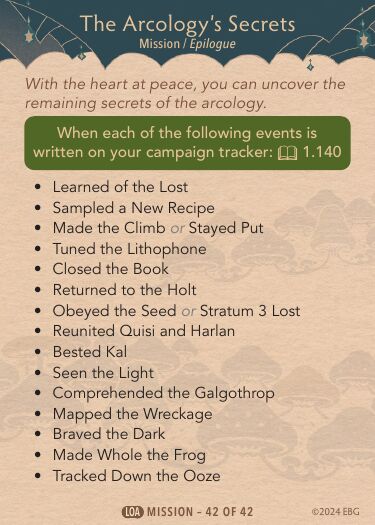 The Arcology's Secrets
Mission / Epilogue
With the heart at peace, you can uncover the
remaining secrets of the arcology.
When each of the following events is
written on your campaign tracker: 1.140
• Learned of the Lost
• Sampled a New Recipe
• Made the Climb or Stayed Put
• Tuned the Lithophone
• Closed the Book
• Returned to the Holt
• Obeyed the Seed or Stratum 3 Lost
• Reunited Quisi and Harlan
• Bested Kal
• Seen the Light
• Comprehended the Galgothrop
• Mapped the Wreckage
• Braved the Dark
• Made Whole the Frog
• Tracked Down the Ooze
LOA MISSION – 42 OF 42 ©2024 EBG